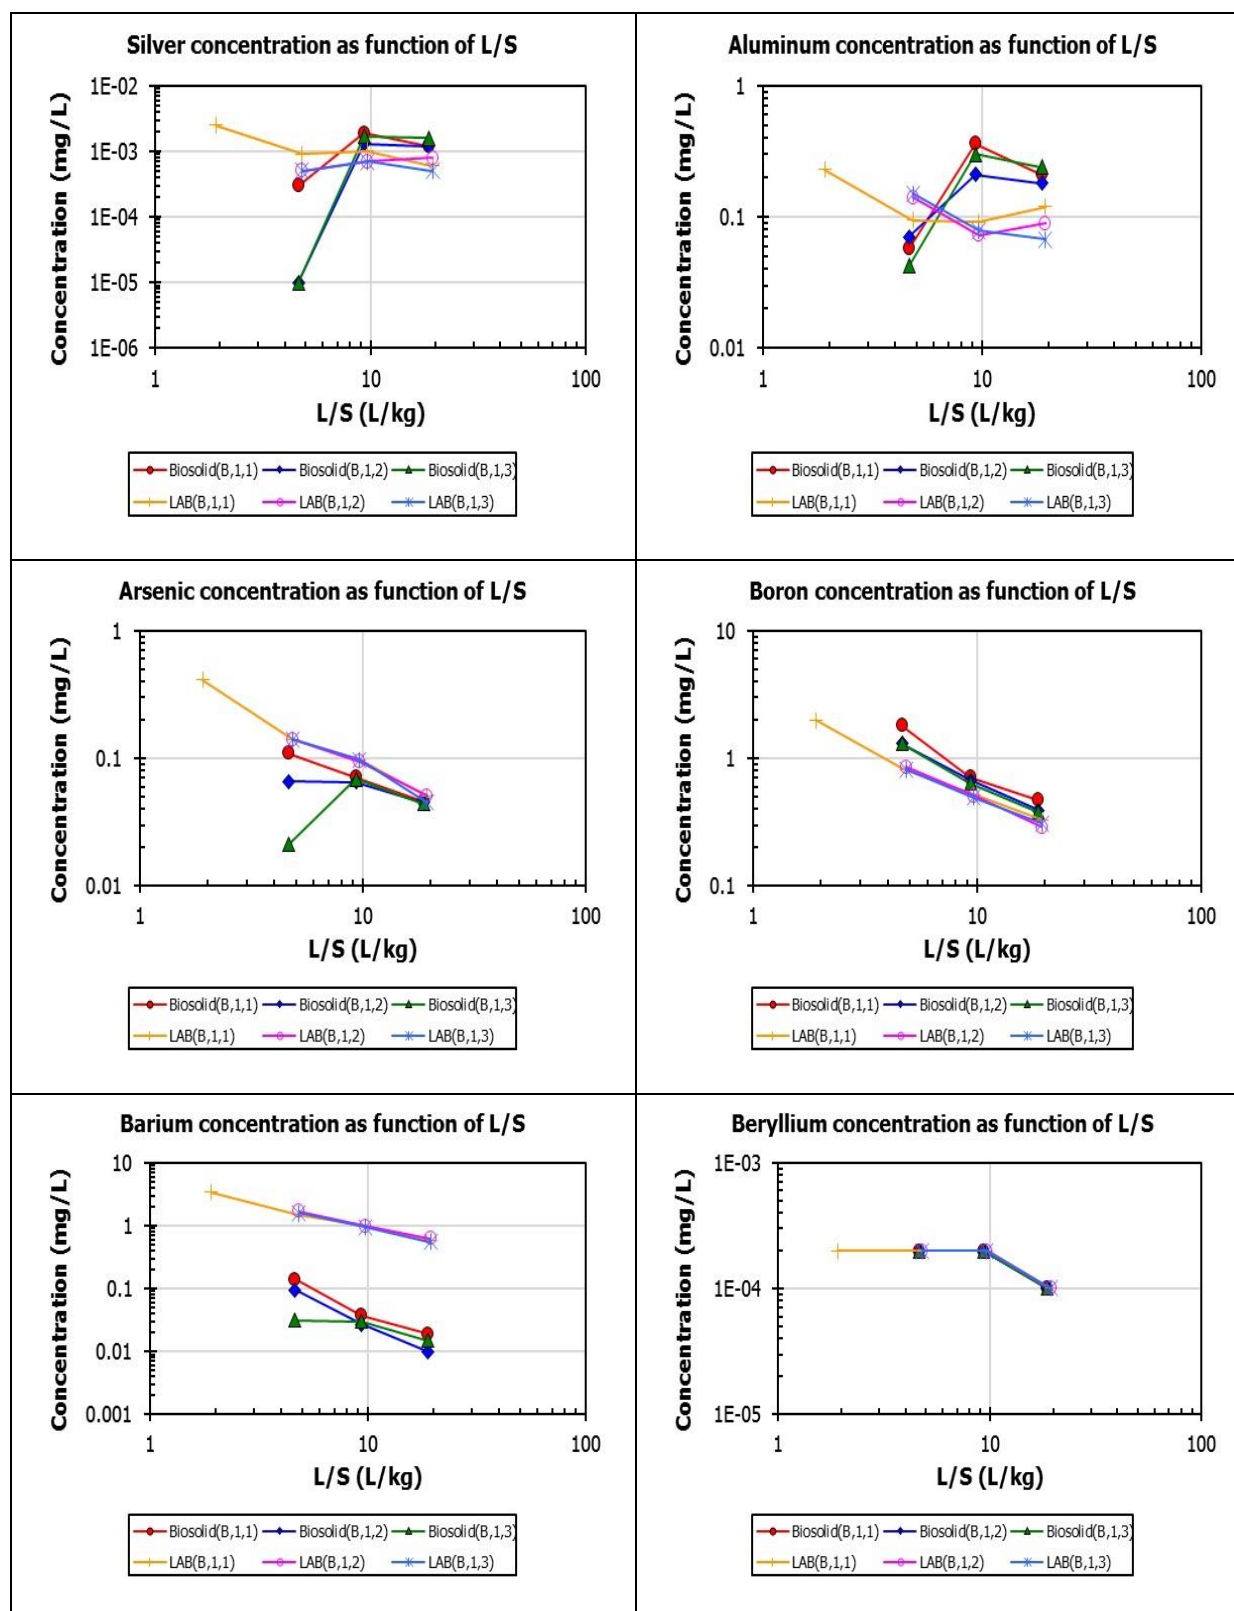 Silver concentration as function of L/S
Concentration (mg/L)
1E-02
1E-03
1E-04
1E-05
1E-06
1 10 100
L/S (L/kg)
Biosolid(B,1,1) Biosolid(B,1,2) Biosolid(B,1,3)
LAB(B,1,1) LAB(B,1,2) LAB(B,1,3)
Aluminum concentration as function of L/S
Concentration (mg/L)
1
0.1
0.01
1 10 100
L/S (L/kg)
Biosolid(B,1,1) Biosolid(B,1,2) Biosolid(B,1,3)
LAB(B,1,1) LAB(B,1,2) LAB(B,1,3)
Arsenic concentration as function of L/S
Concentration (mg/L)
1
0.1
0.01
1 10 100
L/S (L/kg)
Biosolid(B,1,1) Biosolid(B,1,2) Biosolid(B,1,3)
LAB(B,1,1) LAB(B,1,2) LAB(B,1,3)
Boron concentration as function of L/S
Concentration (mg/L)
10
1
0.1
1 10 100
L/S (L/kg)
Biosolid(B,1,1) Biosolid(B,1,2) Biosolid(B,1,3)
LAB(B,1,1) LAB(B,1,2) LAB(B,1,3)
Barium concentration as function of L/S
Concentration (mg/L)
10
1
0.1
0.01
0.001
1 10 100
L/S (L/kg)
Biosolid(B,1,1) Biosolid(B,1,2) Biosolid(B,1,3)
LAB(B,1,1) LAB(B,1,2) LAB(B,1,3)
Beryllium concentration as function of L/S
Concentration (mg/L)
1E-03
1E-04
1E-05
1 10 100
L/S (L/kg)
Biosolid(B,1,1) Biosolid(B,1,2) Biosolid(B,1,3)
LAB(B,1,1) LAB(B,1,2) LAB(B,1,3)